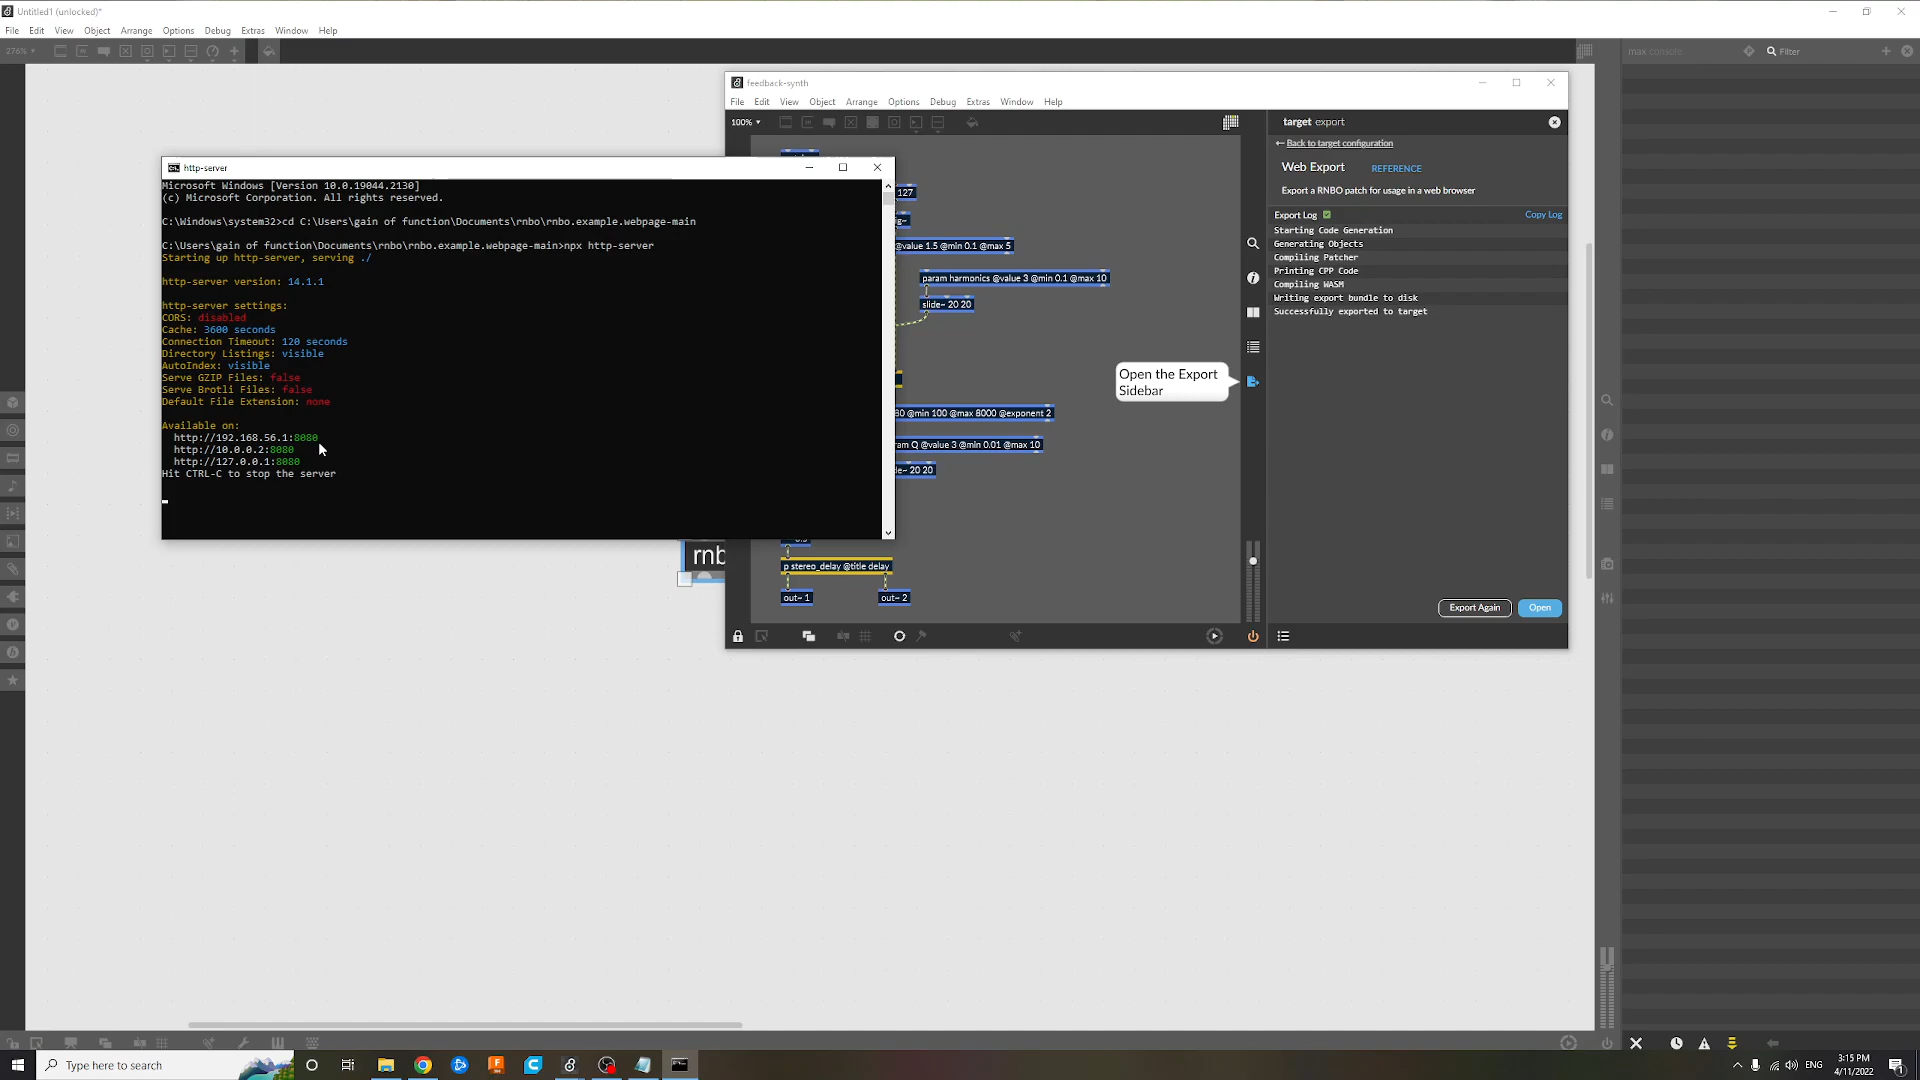 Untitled1 (unlocked)*
File Edit View Object Arrange Options Debug Extras Window Help
276%
max console
Filter
feedback-synth
File Edit View Object Arrange Options Debug Extras Window Help
100%
target export
Back to target configuration
Web Export REFERENCE
Export a RNBO patch for usage in a web browser
Export Log
Copy Log
Starting Code Generation
Generating Objects
Compiling Patcher
Printing CPP Code
Compiling WASM
Writing export bundle to disk
Successfully exported to target
http-server
Microsoft Windows [Version 10.0.19044.2130]
(c) Microsoft Corporation. All rights reserved.
C:\Windows\system32>cd C:\Users\gain of function\Documents\rnbo\rnbo.example.webpage-main
C:\Users\gain of function\Documents\rnbo\rnbo.example.webpage-main>npx http-server
Starting up http-server, serving ./
http-server version: 14.1.1
http-server settings:
CORS: disabled
Cache: 3600 seconds
Connection Timeout: 120 seconds
Directory Listings: visible
AutoIndex: visible
Serve GZIP Files: false
Serve Brotli Files: false
Default File Extension: none
Available on:
http://192.168.56.1:8080
http://10.0.0.2:8080
http://127.0.0.1:8080
Hit CTRL-C to stop the server
127
@value 1.5 @min 0.1 @max 5
param harmonics @value 3 @min 0.1 @max 10
slide~ 20 20
Open the Export
Sidebar
80 @min 100 @max 8000 @exponent 2
am Q @value 3 @min 0.01 @max 10
de~ 20 20
rnb
p stereo_delay @title delay
out~ 1
out~ 2
Export Again
Open
Type here to search
ENG
3:15 PM
4/11/2022
1